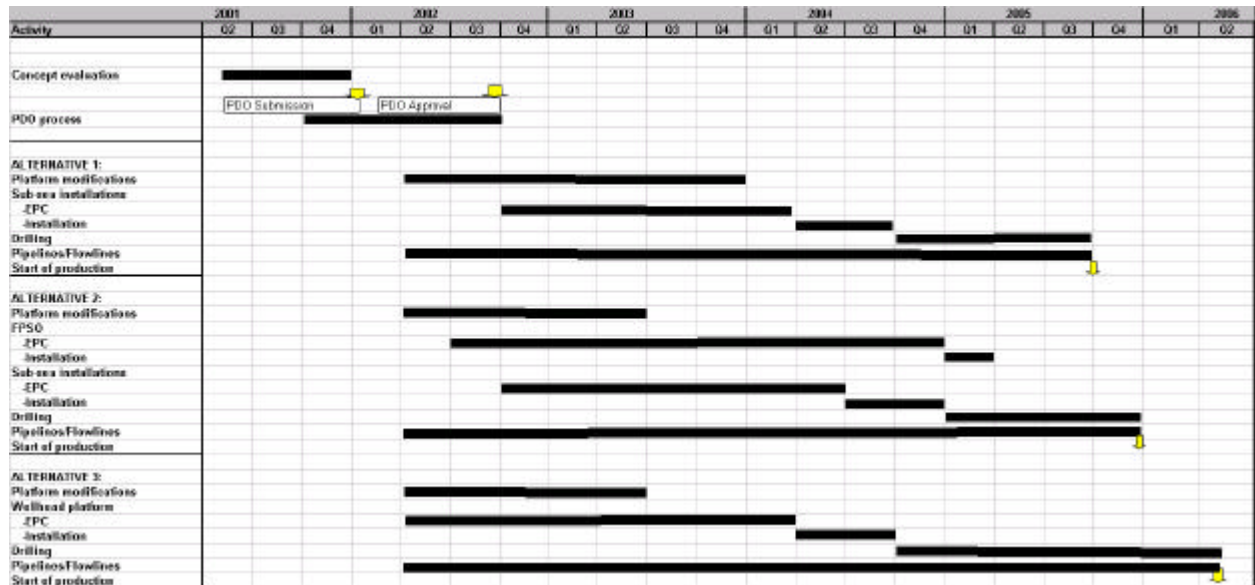 2001 2002 2003 2004 2005 2006
Activity Q2 Q3 Q4 Q1 Q2 Q3 Q4 Q1 Q2 Q3 Q4 Q1 Q2 Q3 Q4 Q1 Q2 Q3 Q4 Q1 Q2
Concept evaluation
PDO Submission PDO Approval
PDO process
ALTERNATIVE 1:
Platform modifications
Sub-sea installations
-EPC
-Installation
Drilling
Pipelines/Flowlines
Start of production
ALTERNATIVE 2:
Platform modifications
FPSO
-EPC
-Installation
Sub-sea installations
-EPC
-Installation
Drilling
Pipelines/Flowlines
Start of production
ALTERNATIVE 3:
Platform modifications
Wellhead platform
-EPC
-Installation
Drilling
Pipelines/Flowlines
Start of production